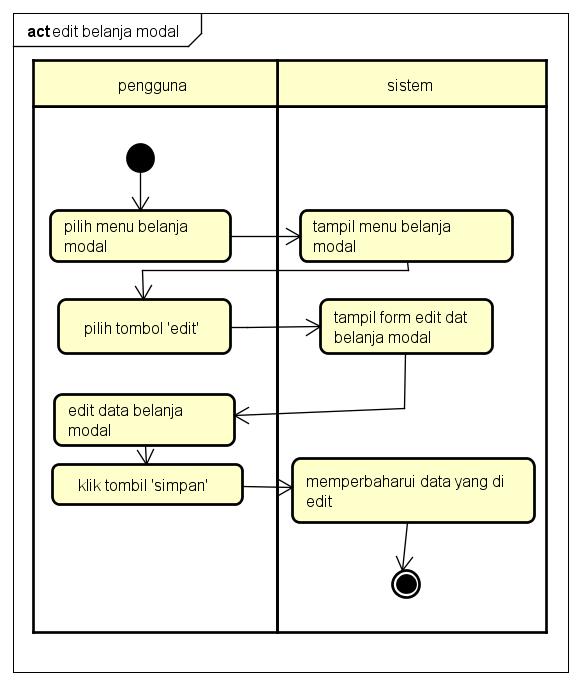 act edit belanja modal
pengguna
sistem
pilih menu belanja
modal
tampil menu belanja
modal
pilih tombol 'edit'
tampil form edit dat
belanja modal
edit data belanja
modal
klik tombil 'simpan'
memperbaharui data yang di
edit